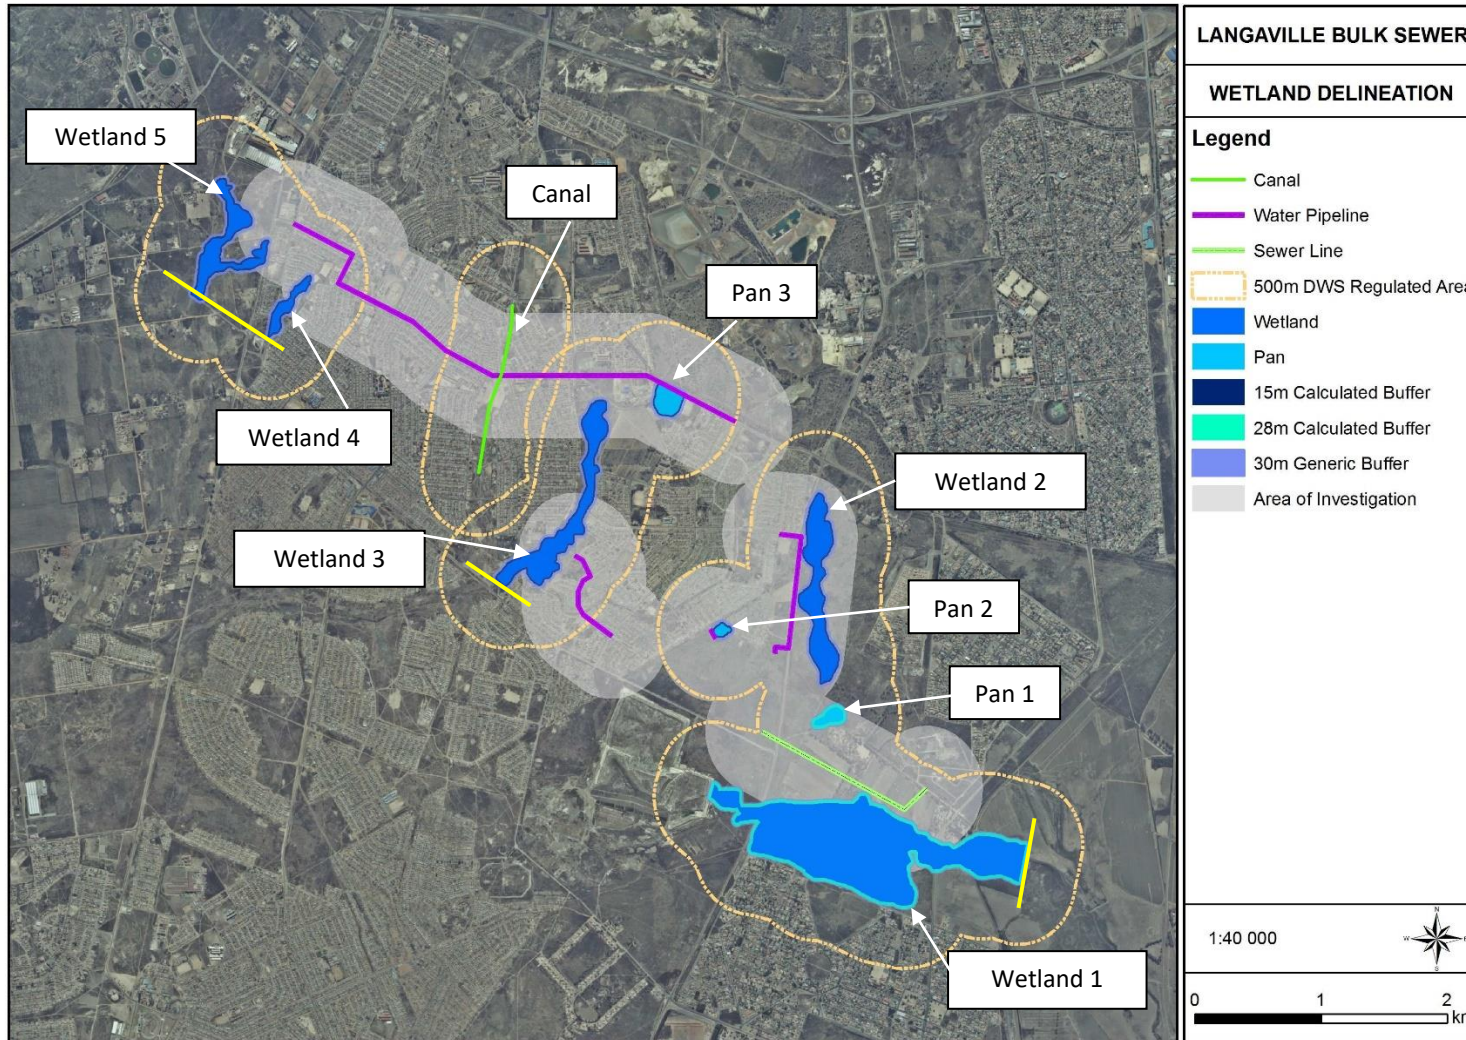 Wetland 5
Canal
Pan 3
Wetland 4
Wetland 2
Wetland 3
Pan 2
Pan 1
Wetland 1
LANGAVILLE BULK SEWER
WETLAND DELINEATION
Legend
Canal
Water Pipeline
Sewer Line
500m DWS Regulated Area
Wetland
Pan
15m Calculated Buffer
28m Calculated Buffer
30m Generic Buffer
Area of Investigation
1:40 000
N
W E
S
0 1 2
km